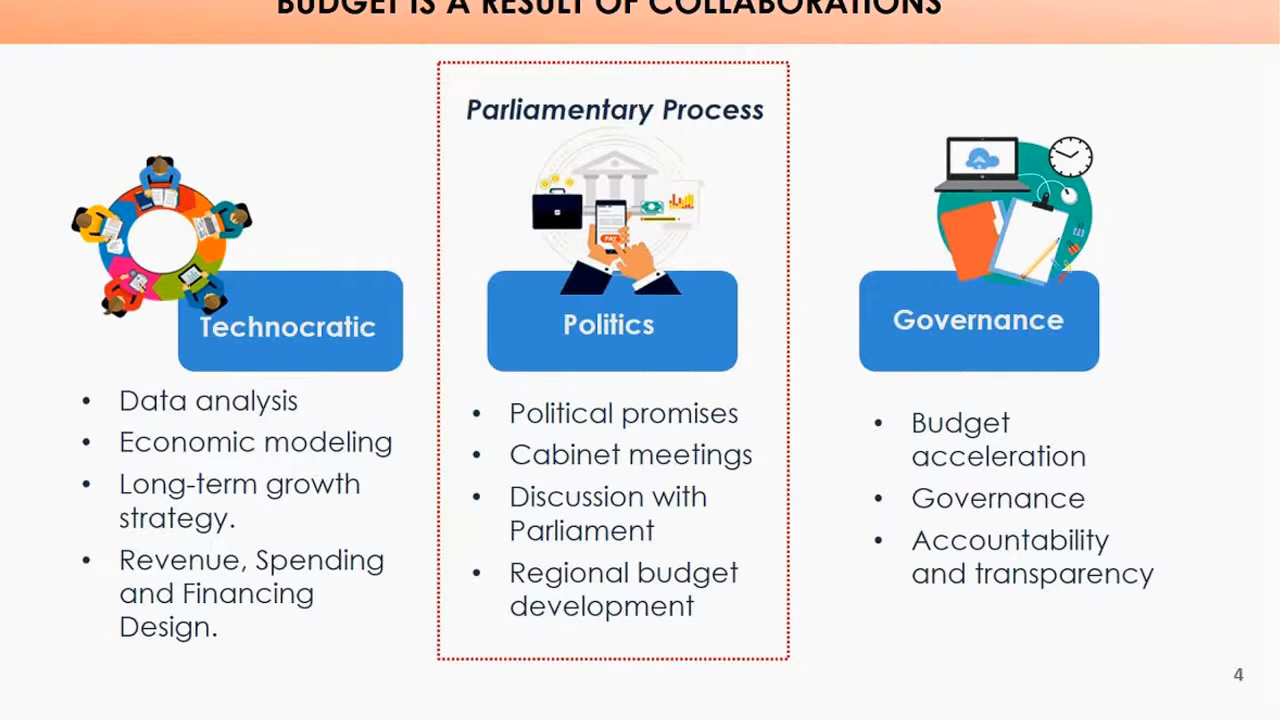 BUDGET IS A RESULT OF COLLABORATIONS
Parliamentary Process
PAY
Technocratic
• Data analysis
• Economic modeling
• Long-term growth
strategy.
• Revenue, Spending
and Financing
Design.
Politics
• Political promises
• Cabinet meetings
• Discussion with
Parliament
• Regional budget
development
Governance
• Budget
acceleration
• Governance
• Accountability
and transparency
4